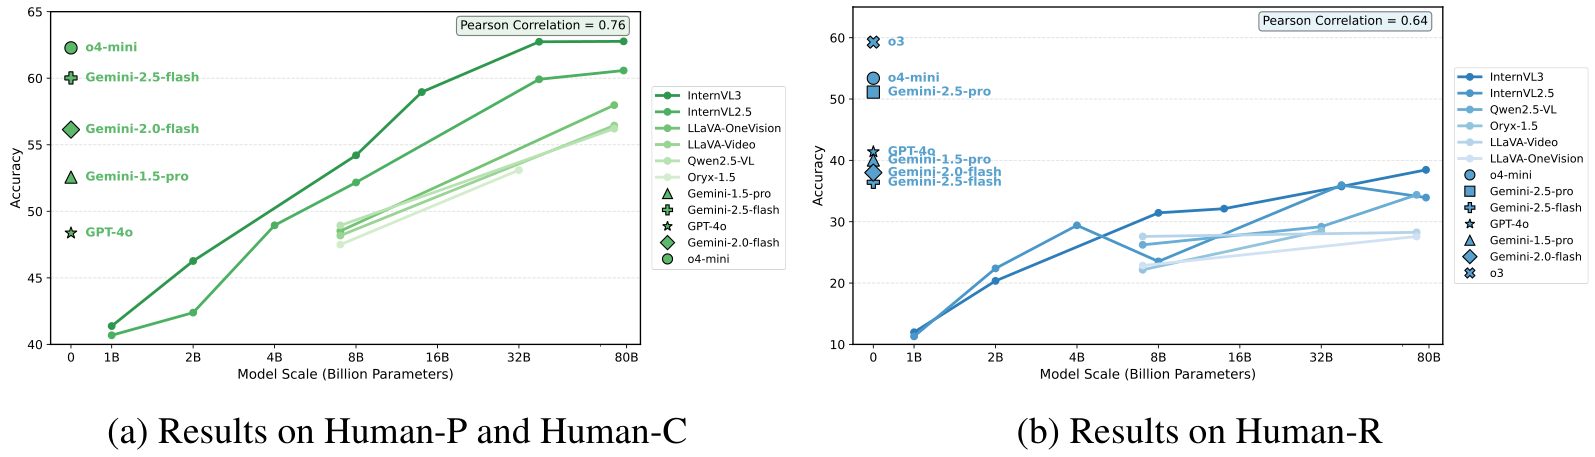 65
60
55
50
45
40
Accuracy
Pearson Correlation = 0.76
o4-mini
Gemini-2.5-flash
Gemini-2.0-flash
Gemini-1.5-pro
GPT-4o
0 1B 2B 4B 8B 16B 32B 80B
Model Scale (Billion Parameters)
InternVL3
InternVL2.5
LLaVA-OneVision
LLaVA-Video
Qwen2.5-VL
Oryx-1.5
Gemini-1.5-pro
Gemini-2.5-flash
GPT-4o
Gemini-2.0-flash
o4-mini
(a) Results on Human-P and Human-C
60
50
40
30
20
10
Accuracy
Pearson Correlation = 0.64
o3
o4-mini
Gemini-2.5-pro
GPT-4o
Gemini-1.5-pro
Gemini-2.0-flash
Gemini-2.5-flash
0 1B 2B 4B 8B 16B 32B 80B
Model Scale (Billion Parameters)
InternVL3
InternVL2.5
Qwen2.5-VL
Oryx-1.5
LLaVA-Video
LLaVA-OneVision
o4-mini
Gemini-2.5-pro
Gemini-2.5-flash
GPT-4o
Gemini-1.5-pro
Gemini-2.0-flash
o3
(b) Results on Human-R